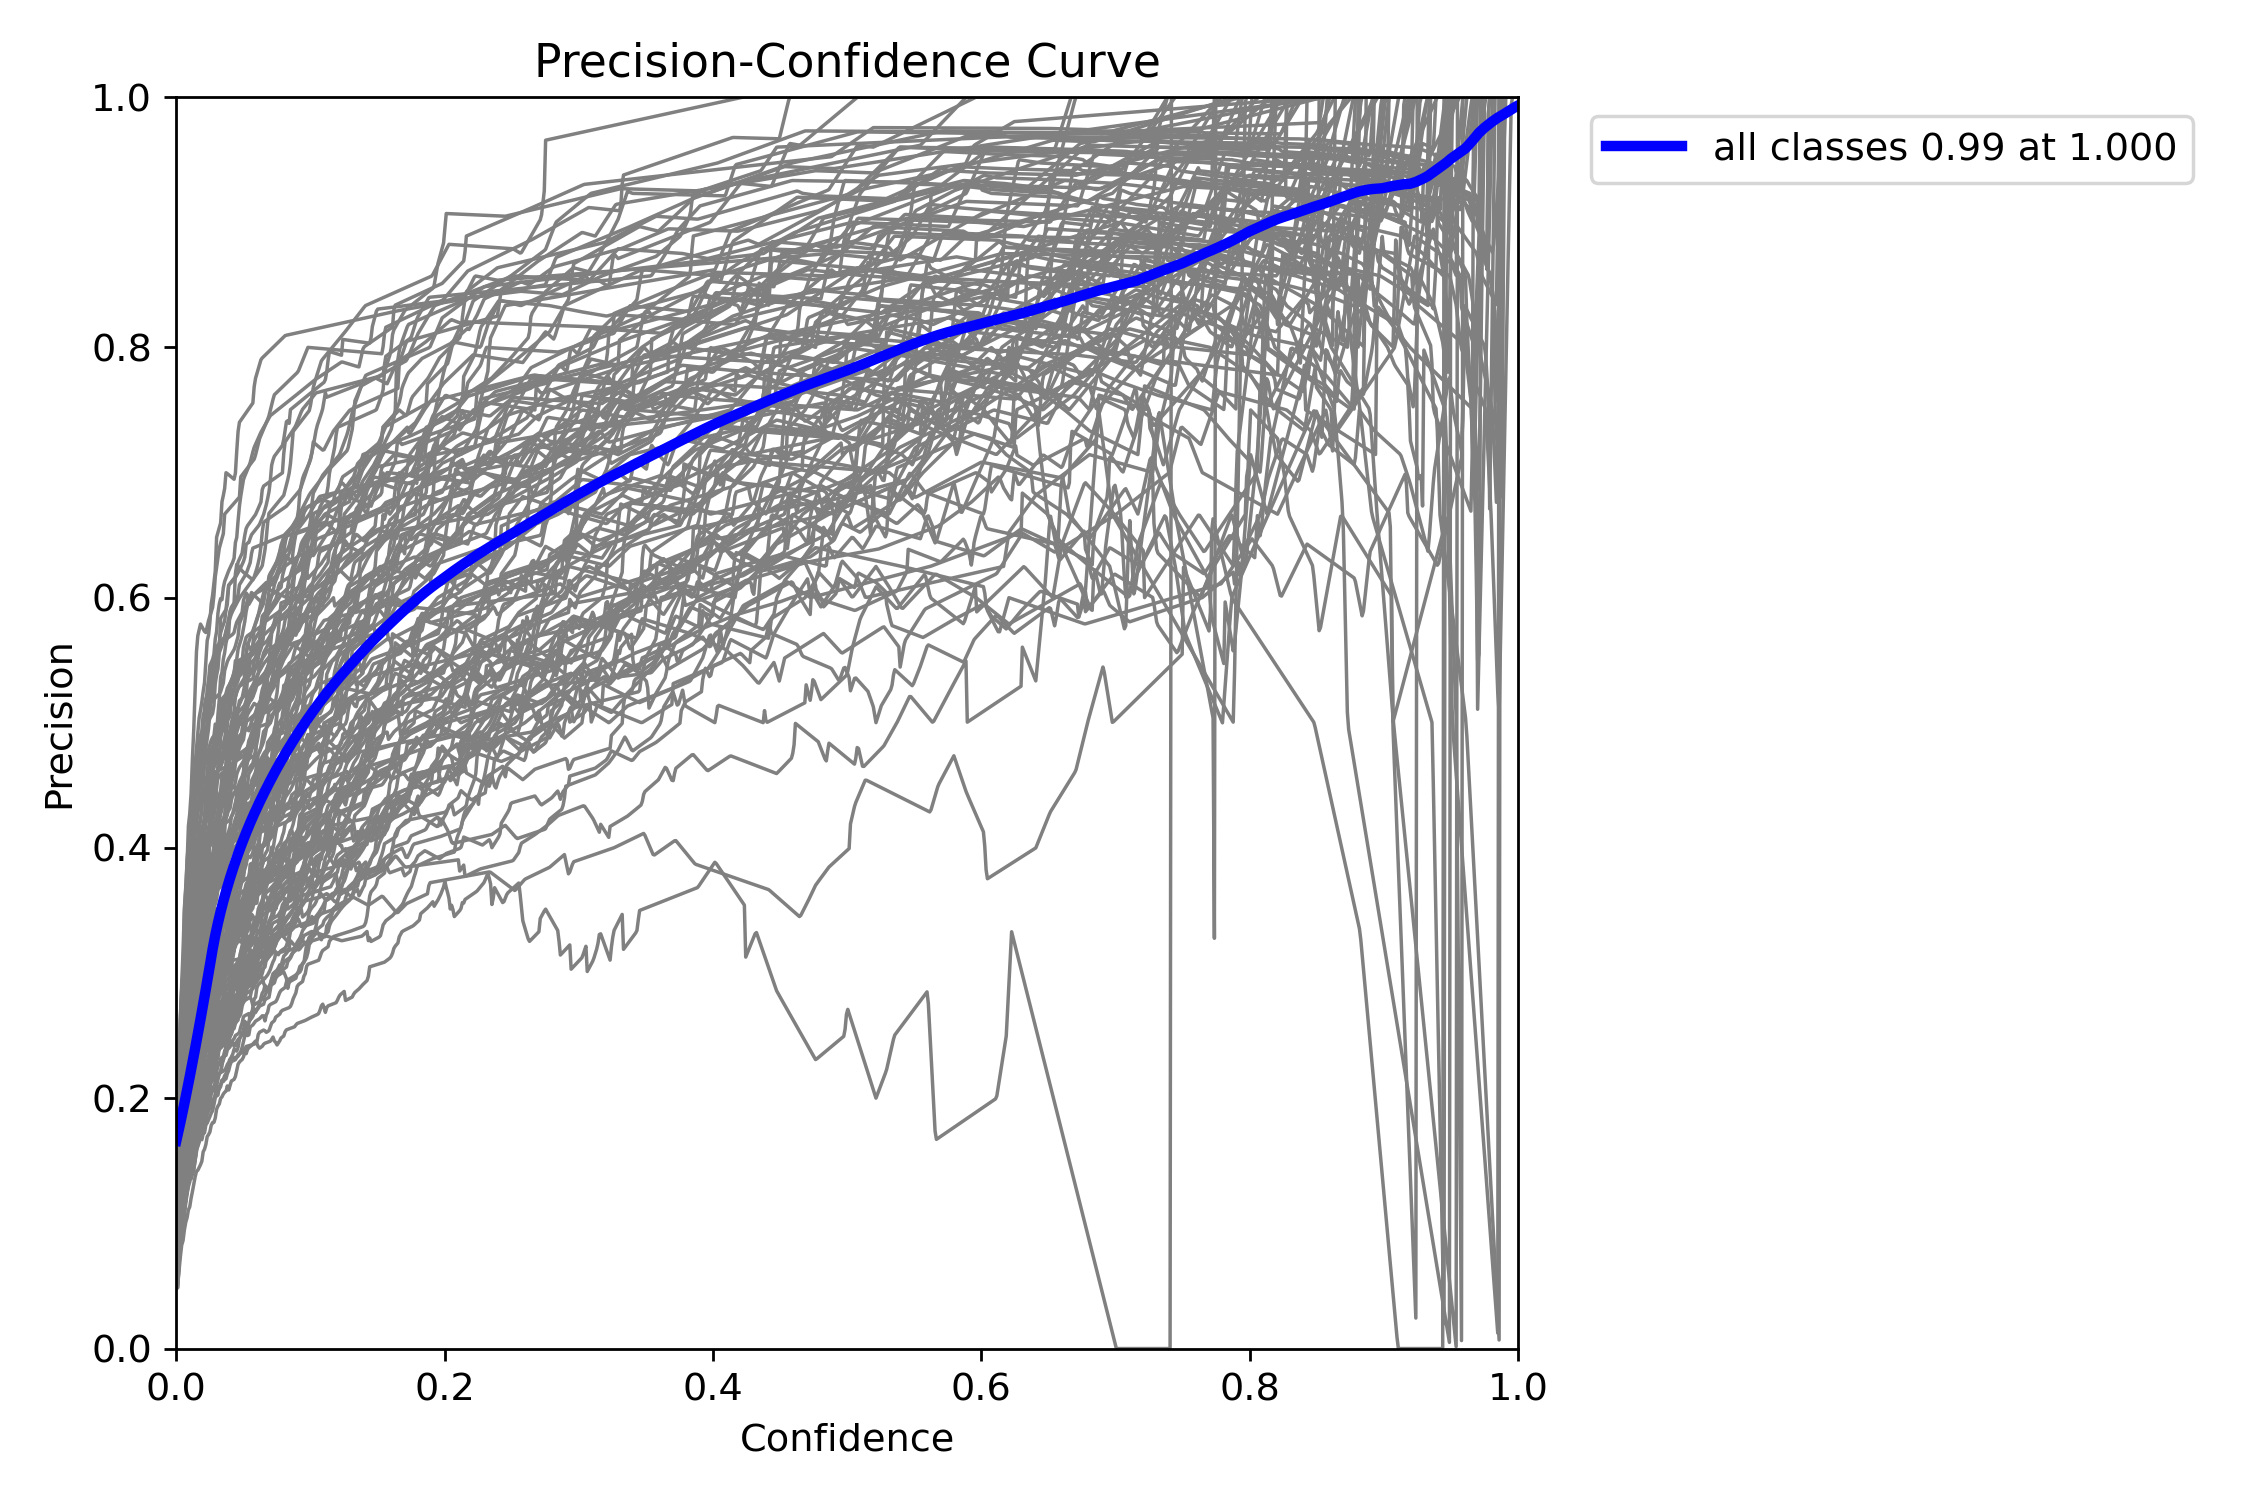 Precision-Confidence Curve
all classes 0.99 at 1.000
1.0
0.8
0.6
0.4
0.2
0.0
Precision
0.0 0.2 0.4 0.6 0.8 1.0
Confidence